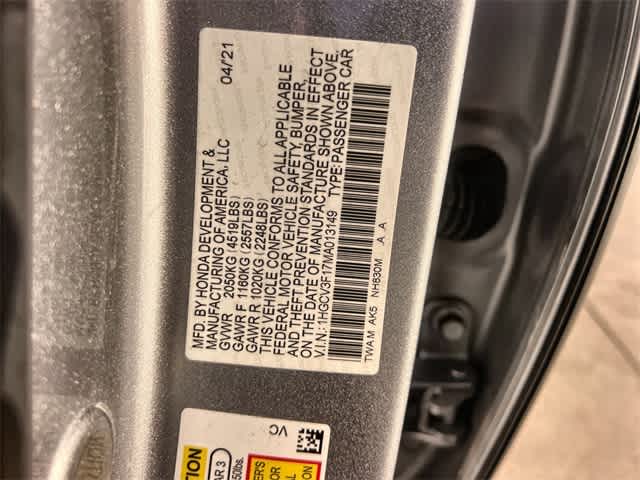 MFD. BY HONDA DEVELOPMENT & 04/21
MANUFACTURING OF AMERICA, LLC
GVWR 2050KG (4519LBS)
GAWR F 1160KG (2557LBS)
GAWR R 1020KG (2248LBS)
THIS VEHICLE CONFORMS TO ALL APPLICABLE
FEDERAL MOTOR VEHICLE SAFETY, BUMPER,
AND THEFT PREVENTION STANDARDS IN EFFECT
ON THE DATE OF MANUFACTURE SHOWN ABOVE.
V.I.N.: 1HGCV3F17MA013149 TYPE: PASSENGER CAR
TWA M AK5 NH830M A A
VC